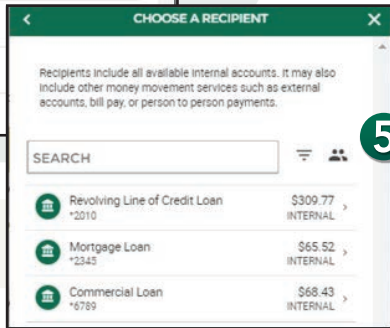 CHOOSE A RECIPIENT
Recipients include all available internal accounts. It may also
include other money movement services such as external
accounts, bill pay, or person to person payments.
SEARCH
5
Revolving Line of Credit Loan $309.77
*2010 INTERNAL
Mortgage Loan $65.52
*2345 INTERNAL
Commercial Loan $68.43
*6789 INTERNAL